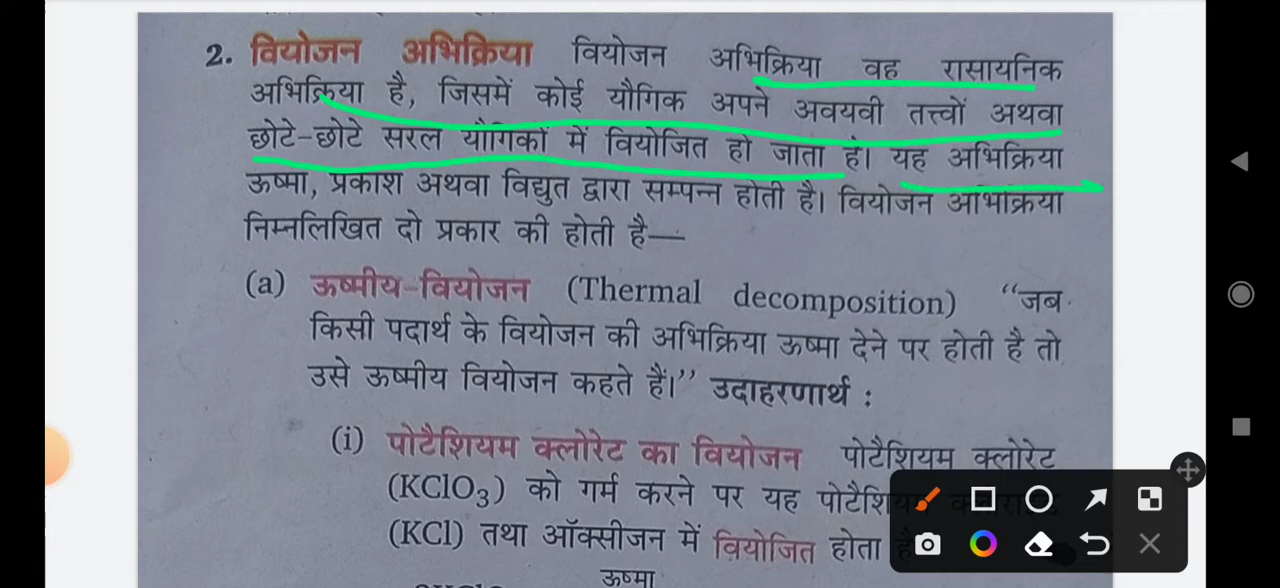 2. वियोजन अभिक्रिया वियोजन अभिक्रिया वह रासायनिक
अभिक्रिया है, जिसमें कोई यौगिक अपने अवयवी तत्त्वों अथवा
छोटे-छोटे सरल यौगिकों में वियोजित हो जाता है। यह अभिक्रिया
ऊष्मा, प्रकाश अथवा विद्युत द्वारा सम्पन्न होती है। वियोजन अभिक्रिया
निम्नलिखित दो प्रकार की होती है—
(a) ऊष्मीय-वियोजन (Thermal decomposition) “जब
किसी पदार्थ के वियोजन की अभिक्रिया ऊष्मा देने पर होती है तो
उसे ऊष्मीय वियोजन कहते हैं।” उदाहरणार्थ :
(i) पोटैशियम क्लोरेट का वियोजन पोटैशियम क्लोरेट
(KClO₃) को गर्म करने पर यह
(KCl) तथा ऑक्सीजन में वियोजित होता
ऊष्मा